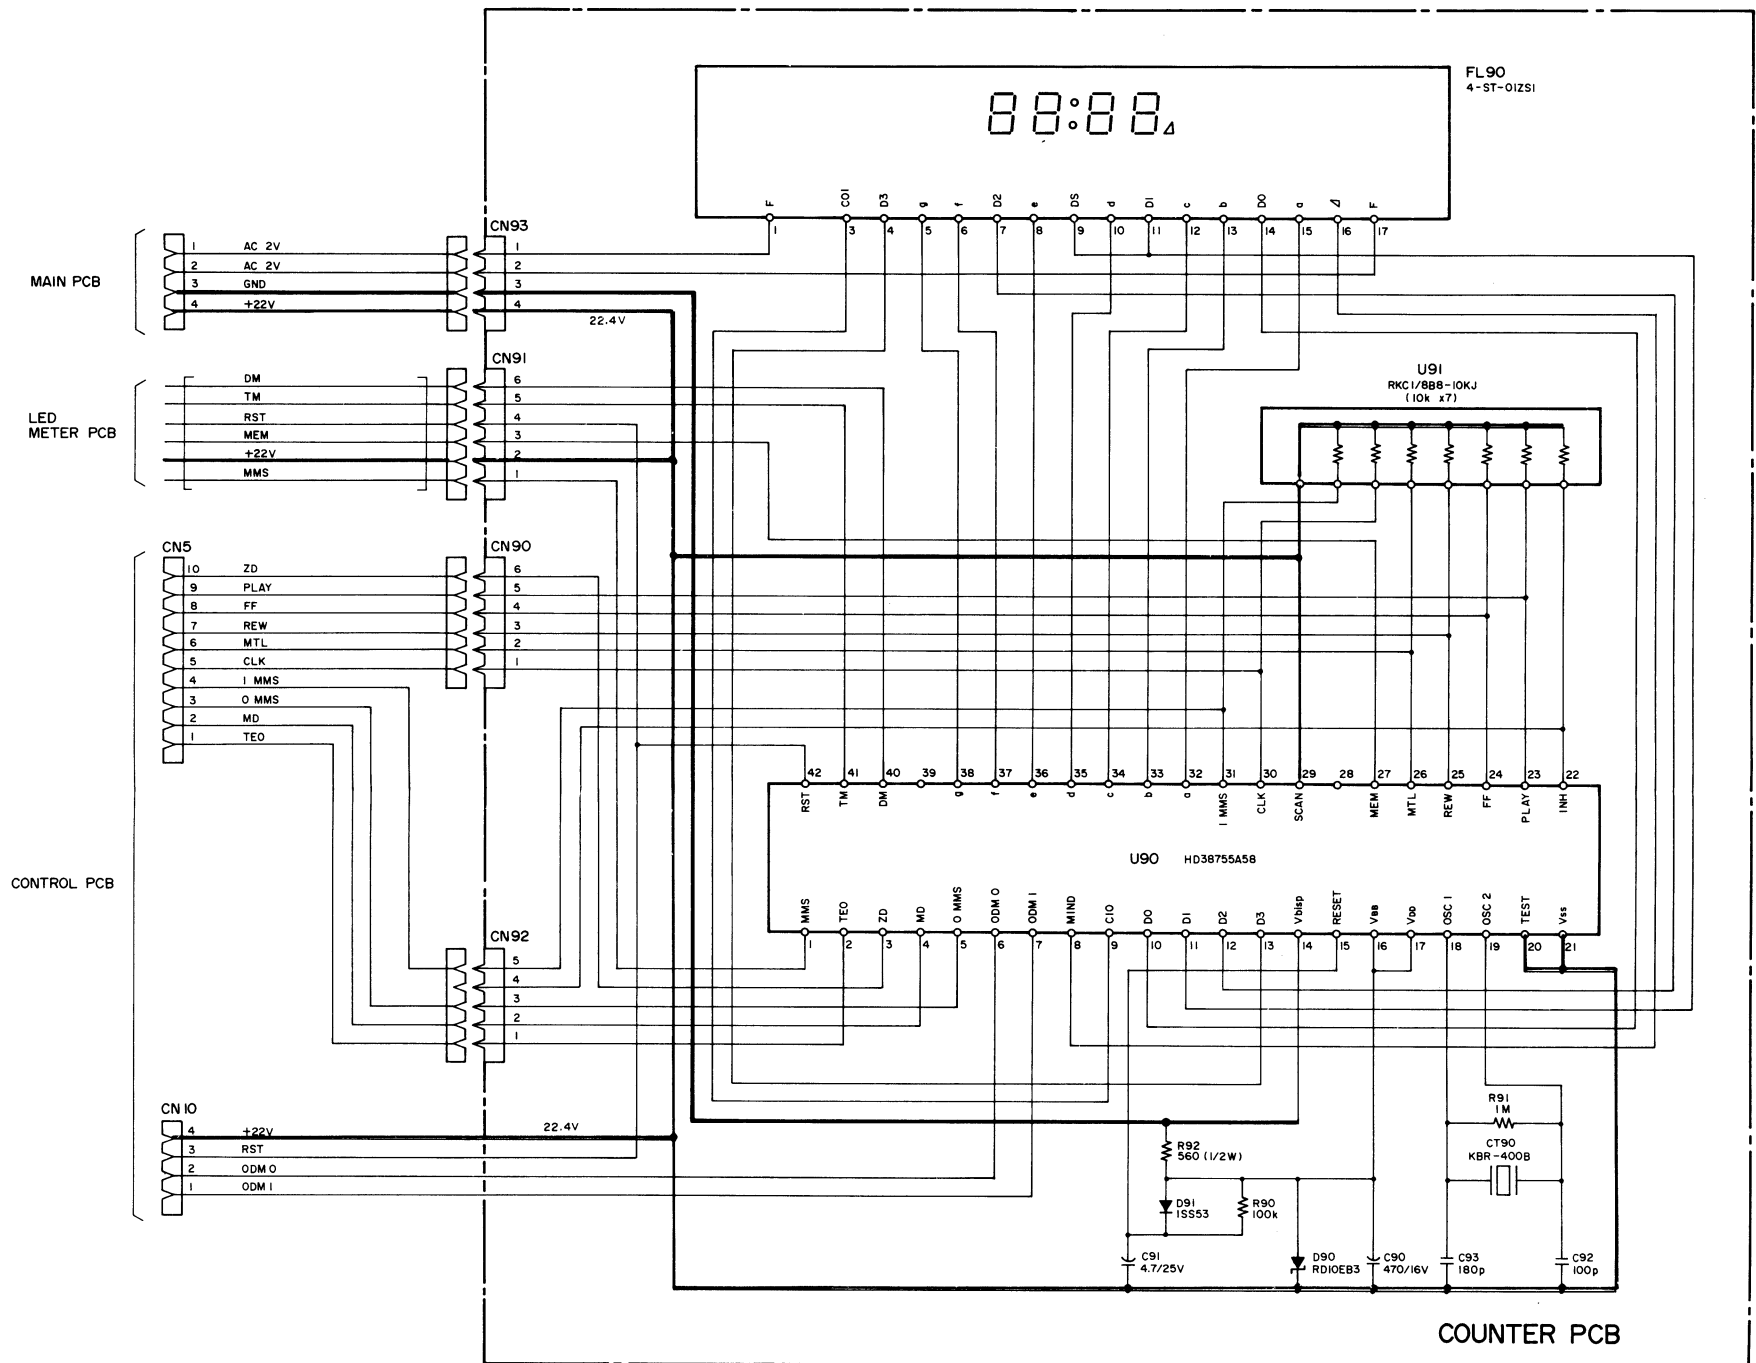 FL90
4-ST-01ZS1
88:88
F
CO1
D3
g
f
D2
e
DS
d
D1
c
b
D0
a
F
1
3
4
5
6
7
8
9
10
11
12
13
14
15
16
17
MAIN PCB
1 AC 2V
2 AC 2V
3 GND
4 +22V
CN93
1
2
3
4
22.4V
LED
METER PCB
DM
TM
RST
MEM
+22V
MMS
CN91
6
5
4
3
2
1
U91
RKC1/8B8-10KJ
(10k x7)
CONTROL PCB
CN5
10 ZD
9 PLAY
8 FF
7 REW
6 MTL
5 CLK
4 I MMS
3 O MMS
2 MD
1 TEO
CN90
6
5
4
3
2
1
42 41 40 39 38 37 36 35 34 33 32 31 30 29 28 27 26 25 24 23 22
RST TM DM g f e d c b a I MMS CLK SCAN MEM MTL REW FF PLAY INH
U90 HD38755A58
MMS TEO ZD MD O MMS ODM 0 ODM 1 MIND C10 D0 D1 D2 D3 Vbisp RESET VBB VDD OSC 1 OSC 2 TEST Vss
1 2 3 4 5 6 7 8 9 10 11 12 13 14 15 16 17 18 19 20 21
CN92
5
4
3
2
1
CN10
4 +22V
3 RST
2 ODM 0
1 ODM 1
22.4V
R92
560 (1/2W)
D91
1SS53
R90
100k
C91
4.7/25V
D90
RD10EB3
C90
470/16V
R91
1M
CT90
KBR-400B
C93
180p
C92
100p
COUNTER PCB